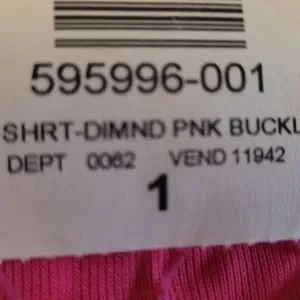 595996-001
SHRT-DIMND PNK BUCKL
DEPT 0062 VEND 11942
1